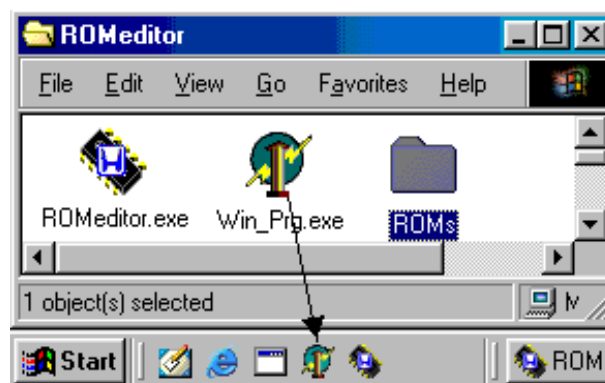 ROMeditor
File Edit View Go Favorites Help
ROMeditor.exe Win_Prg.exe ROMs
1 object(s) selected
Start ROM